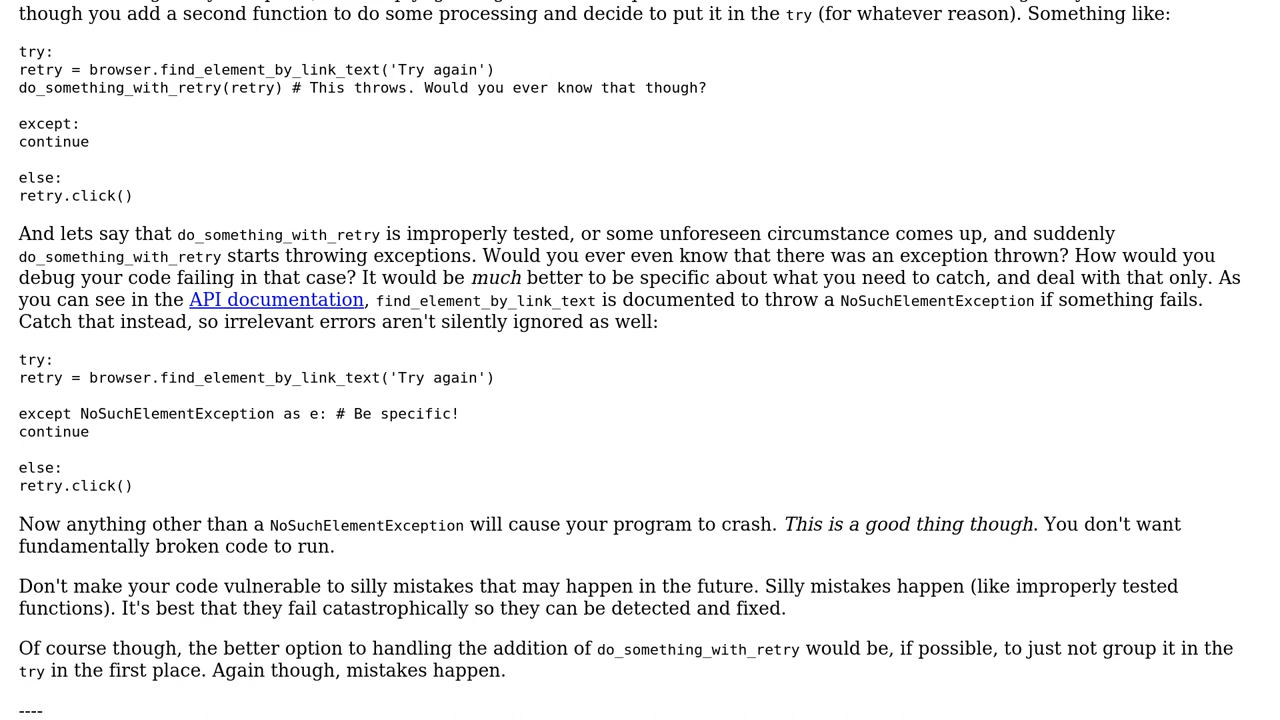 though you add a second function to do some processing and decide to put it in the try (for whatever reason). Something like:
try:
retry = browser.find_element_by_link_text('Try again')
do_something_with_retry(retry) # This throws. Would you ever know that though?
except:
continue
else:
retry.click()
And lets say that do_something_with_retry is improperly tested, or some unforeseen circumstance comes up, and suddenly
do_something_with_retry starts throwing exceptions. Would you ever even know that there was an exception thrown? How would you
debug your code failing in that case? It would be much better to be specific about what you need to catch, and deal with that only. As
you can see in the API documentation, find_element_by_link_text is documented to throw a NoSuchElementException if something fails.
Catch that instead, so irrelevant errors aren't silently ignored as well:
try:
retry = browser.find_element_by_link_text('Try again')
except NoSuchElementException as e: # Be specific!
continue
else:
retry.click()
Now anything other than a NoSuchElementException will cause your program to crash. This is a good thing though. You don't want
fundamentally broken code to run.
Don't make your code vulnerable to silly mistakes that may happen in the future. Silly mistakes happen (like improperly tested
functions). It's best that they fail catastrophically so they can be detected and fixed.
Of course though, the better option to handling the addition of do_something_with_retry would be, if possible, to just not group it in the
try in the first place. Again though, mistakes happen.
----